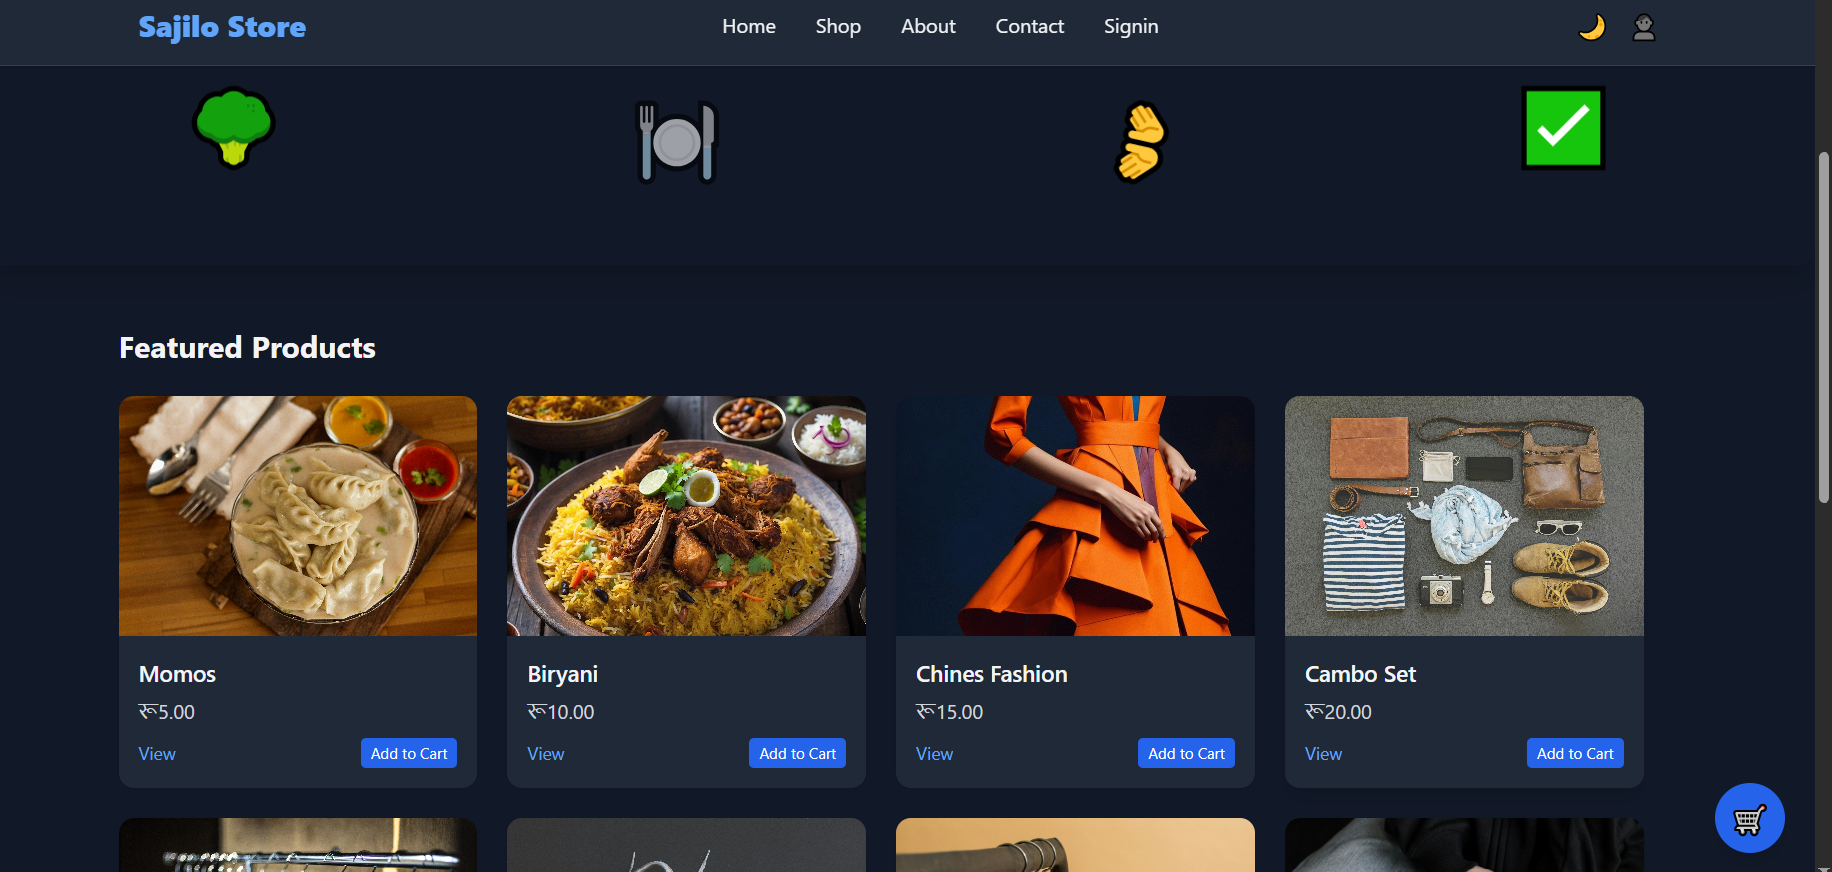 Sajilo Store
Home Shop About Contact Signin
Featured Products
Momos
रू5.00
View Add to Cart
Biryani
रू10.00
View Add to Cart
Chines Fashion
रू15.00
View Add to Cart
Cambo Set
रू20.00
View Add to Cart